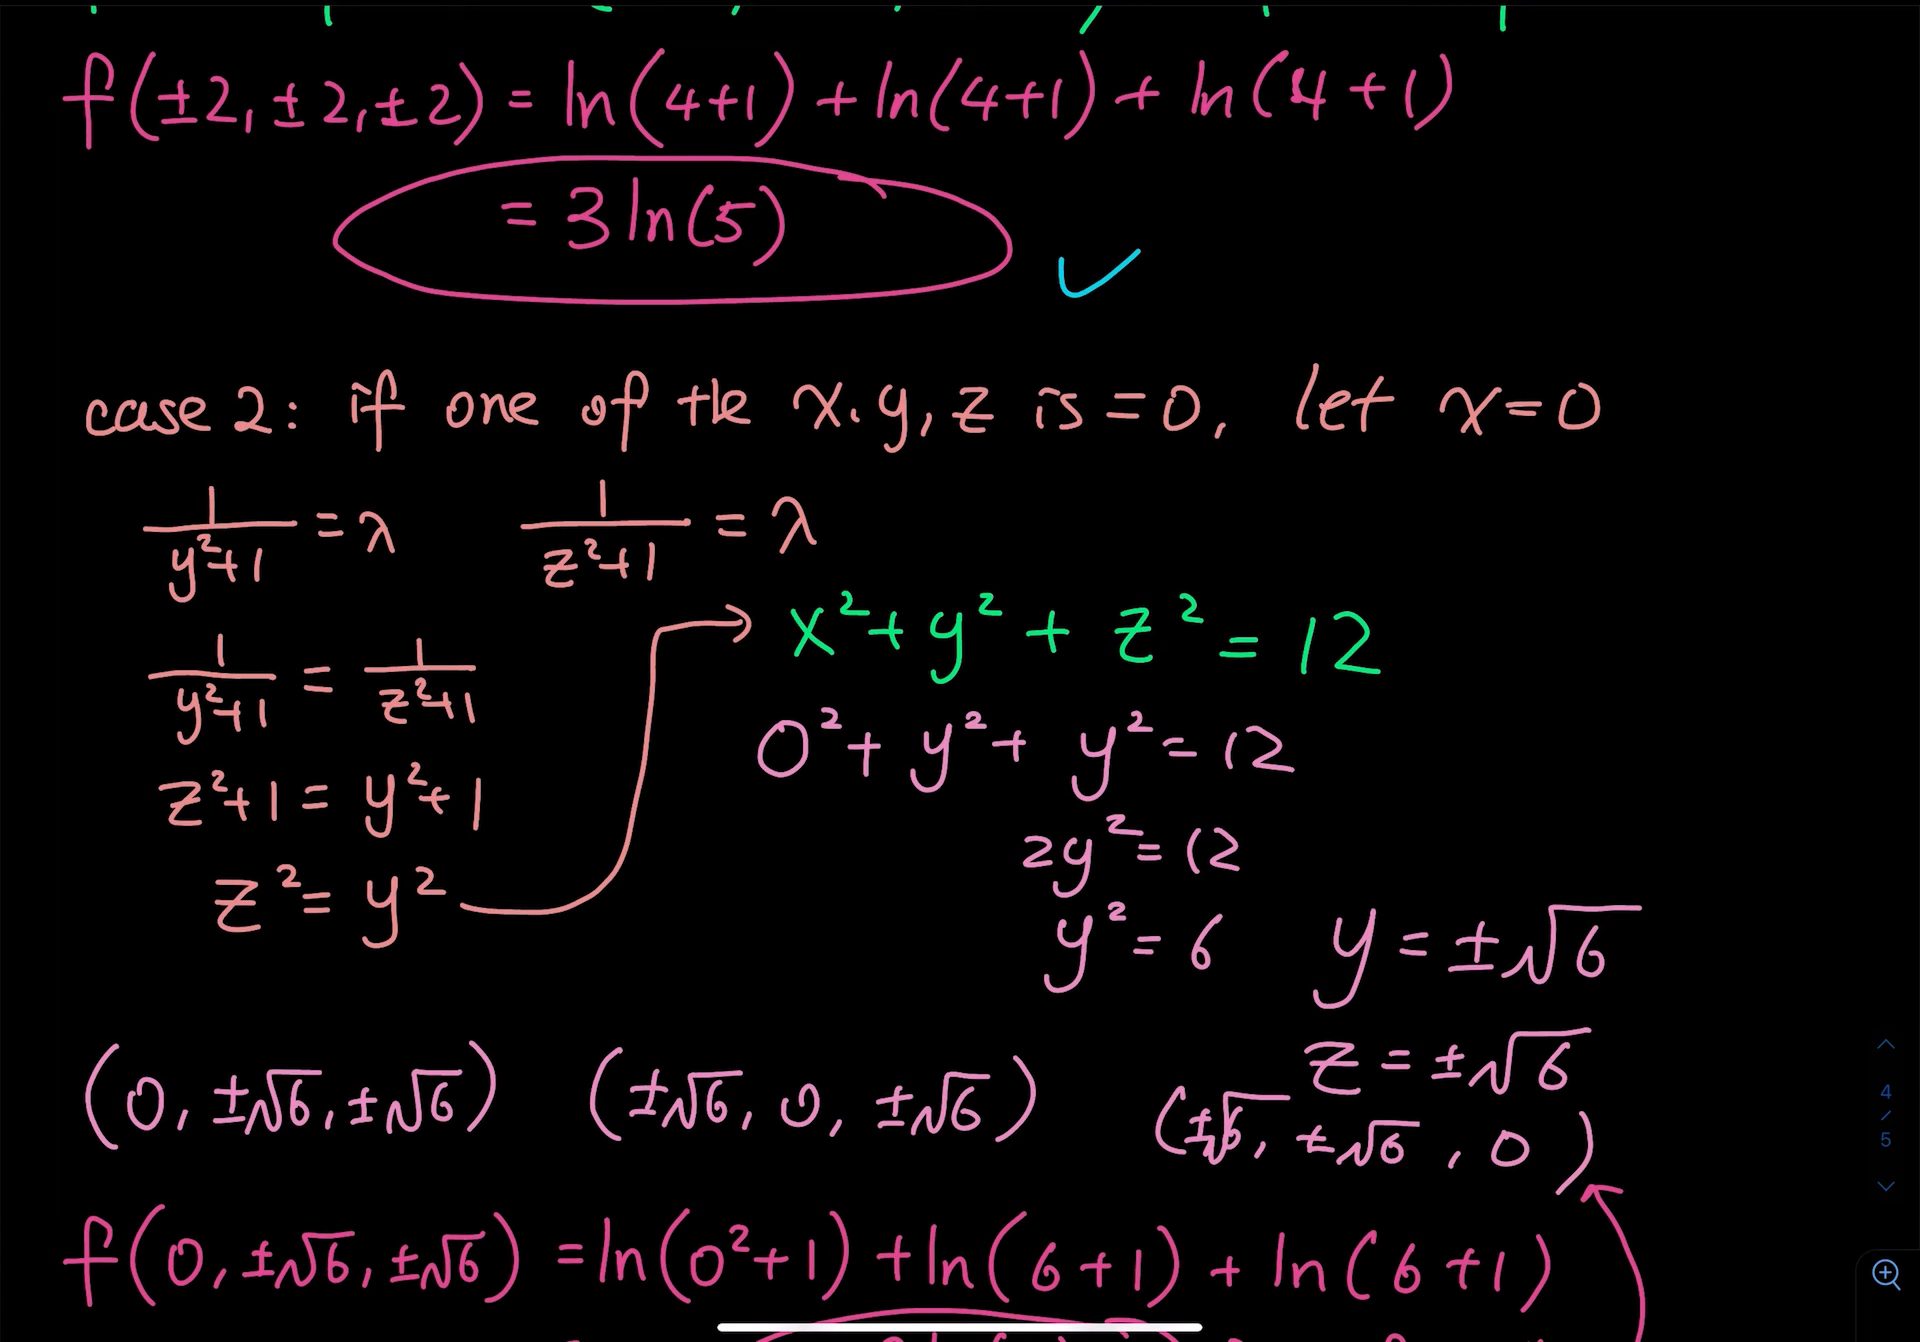 f(±2, ±2, ±2) = ln(4+1) + ln(4+1) + ln(4+1)
= 3 ln(5) ✓
case 2: if one of the x, y, z is = 0, let x = 0
1/(y²+1) = λ    1/(z²+1) = λ
x² + y² + z² = 12
1/(y²+1) = 1/(z²+1)
0² + y² + y² = 12
z²+1 = y²+1
2y² = 12
z² = y²
y² = 6    y = ±√6
z = ±√6
(0, ±√6, ±√6)    (±√6, 0, ±√6)    (±√6, ±√6, 0)
f(0, ±√6, ±√6) = ln(0²+1) + ln(6+1) + ln(6+1)
4
/
5